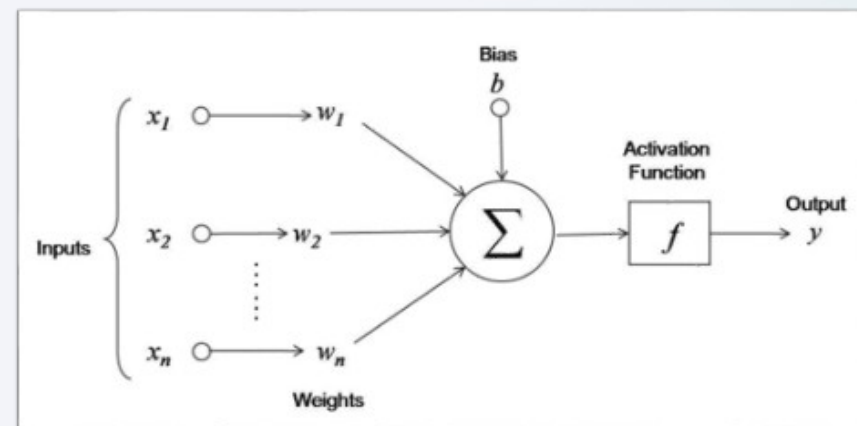 Bias
b
x₁ w₁
Activation
Function
Output
Inputs x₂ w₂ Σ f y
xₙ wₙ
Weights